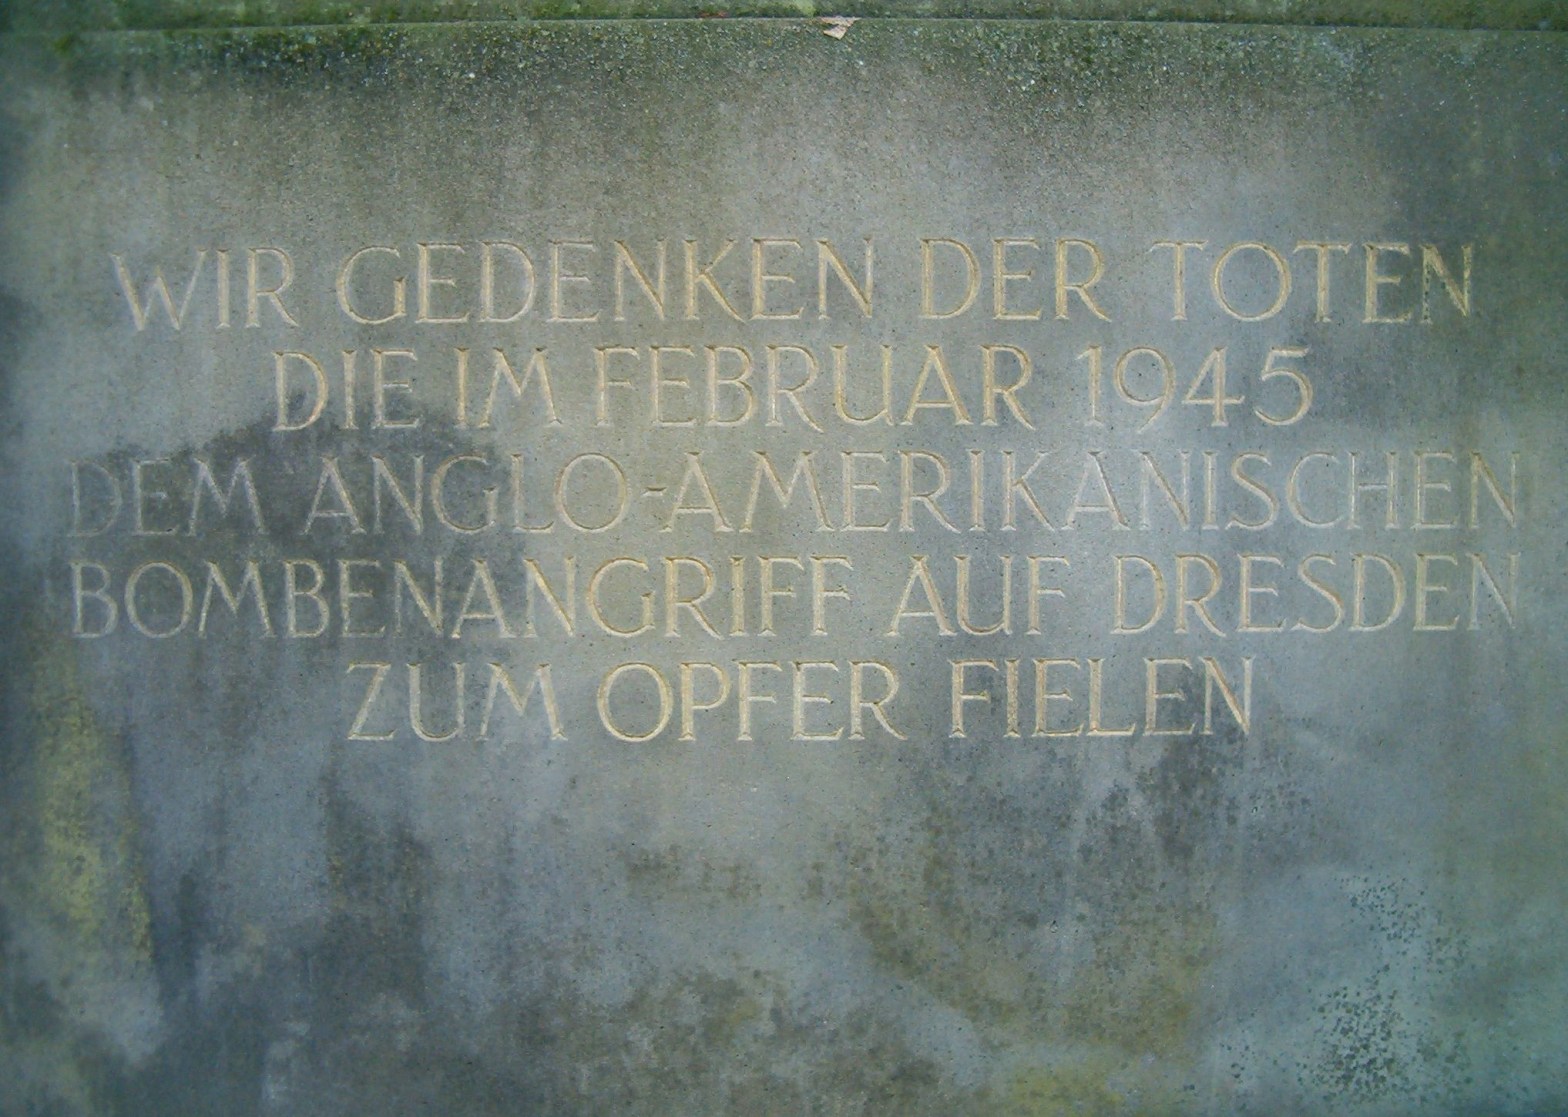 WIR GEDENKEN DER TOTEN
DIE IM FEBRUAR 1945
DEM ANGLO-AMERIKANISCHEN
BOMBENANGRIFF AUF DRESDEN
ZUM OPFER FIELEN